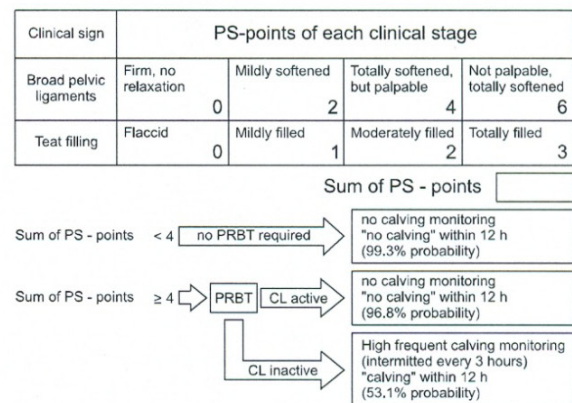 Clinical sign
PS-points of each clinical stage
Broad pelvic
ligaments
Firm, no
relaxation
0
Mildly softened
2
Totally softened,
but palpable
4
Not palpable,
totally softened
6
Teat filling
Flaccid
0
Mildly filled
1
Moderately filled
2
Totally filled
3
Sum of PS - points
Sum of PS - points < 4
no PRBT required
no calving monitoring
"no calving" within 12 h
(99.3% probability)
Sum of PS - points ≥ 4
PRBT
CL active
no calving monitoring
"no calving" within 12 h
(96.8% probability)
CL inactive
High frequent calving monitoring
(intermitted every 3 hours)
"calving" within 12 h
(53.1% probability)